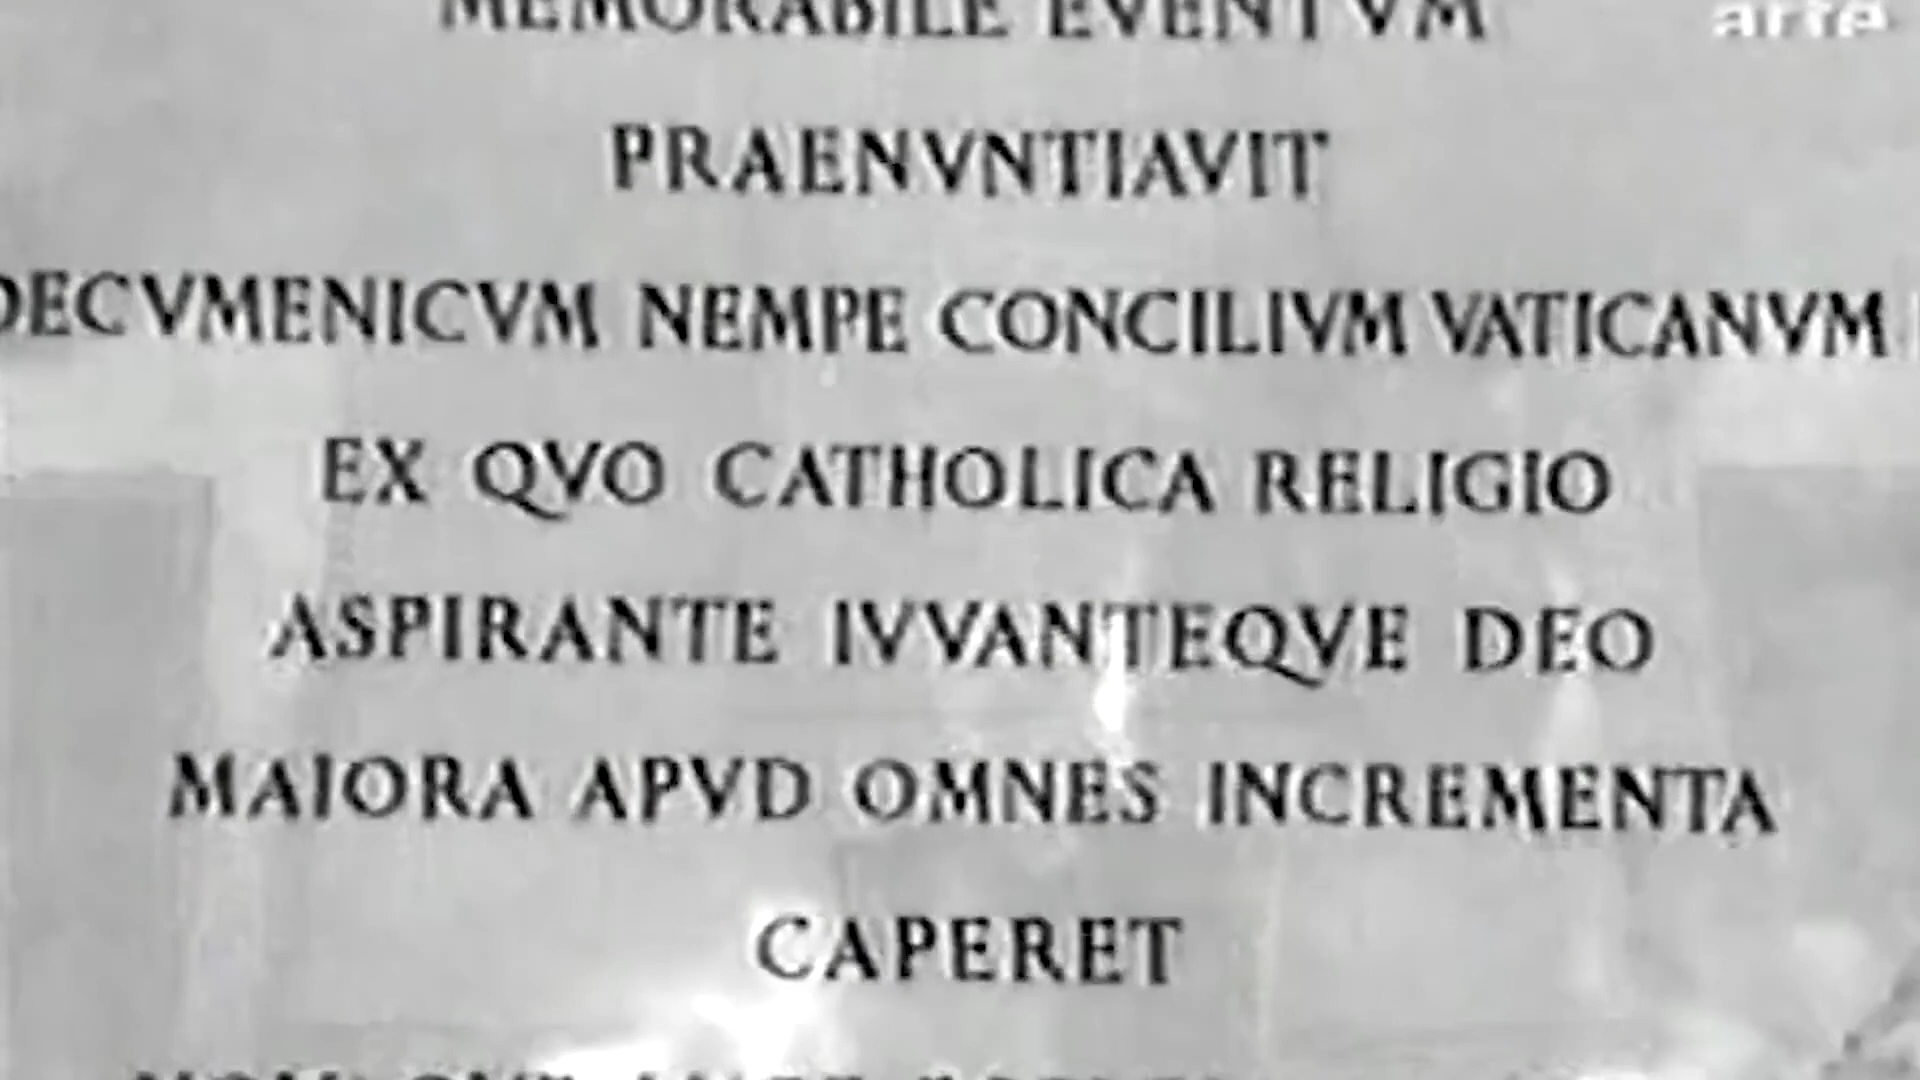 MEMORABILE EVENTVM
arte
PRAENVNTIAVIT
OECVMENICVM NEMPE CONCILIVM VATICANVM
EX QVO CATHOLICA RELIGIO
ASPIRANTE IVVANTEQVE DEO
MAIORA APVD OMNES INCREMENTA
CAPERET